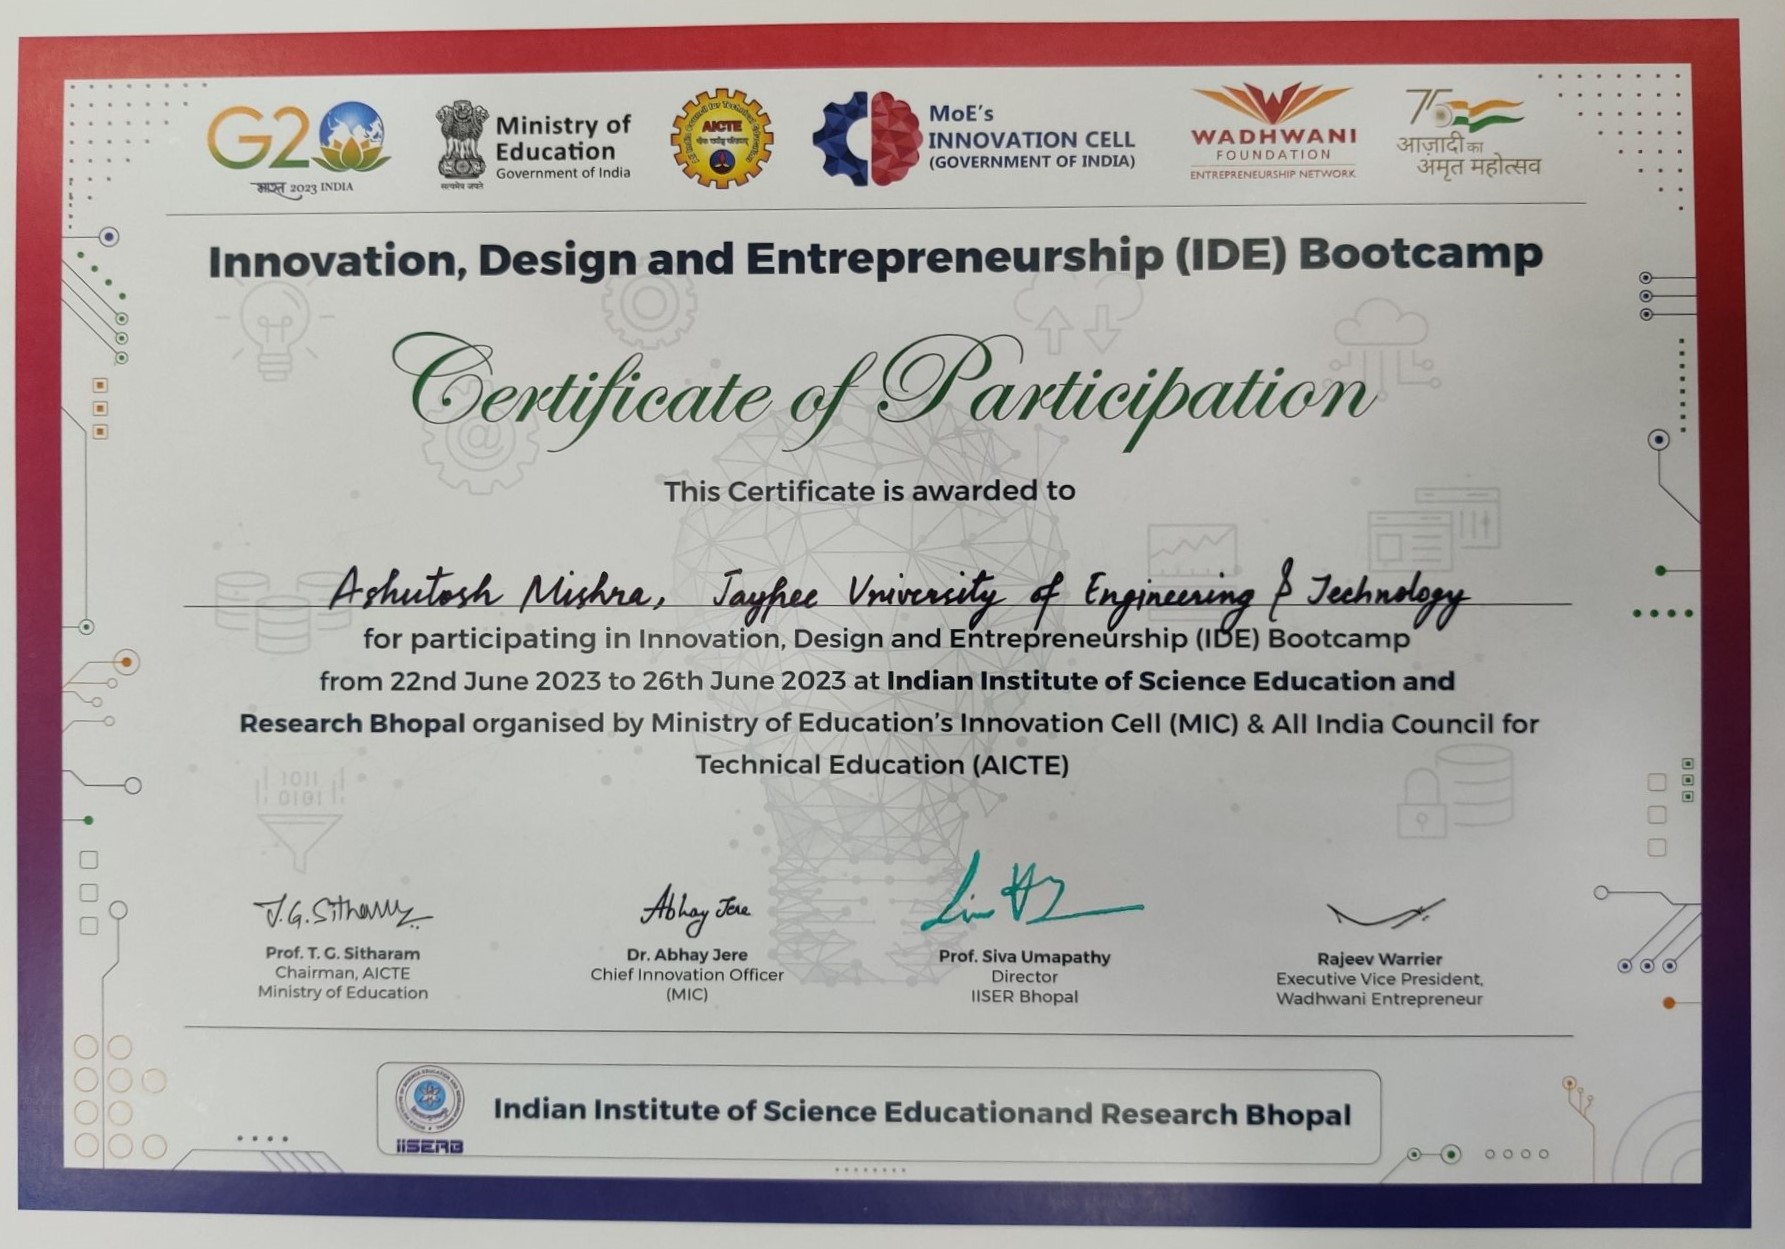 G20
भारत 2023 INDIA
सत्यमेव जयते
Ministry of
Education
Government of India
AICTE
MoE's
INNOVATION CELL
(GOVERNMENT OF INDIA)
WADHWANI
FOUNDATION
ENTREPRENEURSHIP NETWORK
75
आज़ादी का
अमृत महोत्सव
Innovation, Design and Entrepreneurship (IDE) Bootcamp
Certificate of Participation
This Certificate is awarded to
Ashutosh Mishra, Jaypee University of Engineering & Technology
for participating in Innovation, Design and Entrepreneurship (IDE) Bootcamp
from 22nd June 2023 to 26th June 2023 at Indian Institute of Science Education and
Research Bhopal organised by Ministry of Education's Innovation Cell (MIC) & All India Council for
Technical Education (AICTE)
1011
0101
T.G. Sitharam
Abhay Jere
Prof. T. G. Sitharam
Chairman, AICTE
Ministry of Education
Dr. Abhay Jere
Chief Innovation Officer
(MIC)
Prof. Siva Umapathy
Director
IISER Bhopal
Rajeev Warrier
Executive Vice President,
Wadhwani Entrepreneur
IISERB
Indian Institute of Science Educationand Research Bhopal